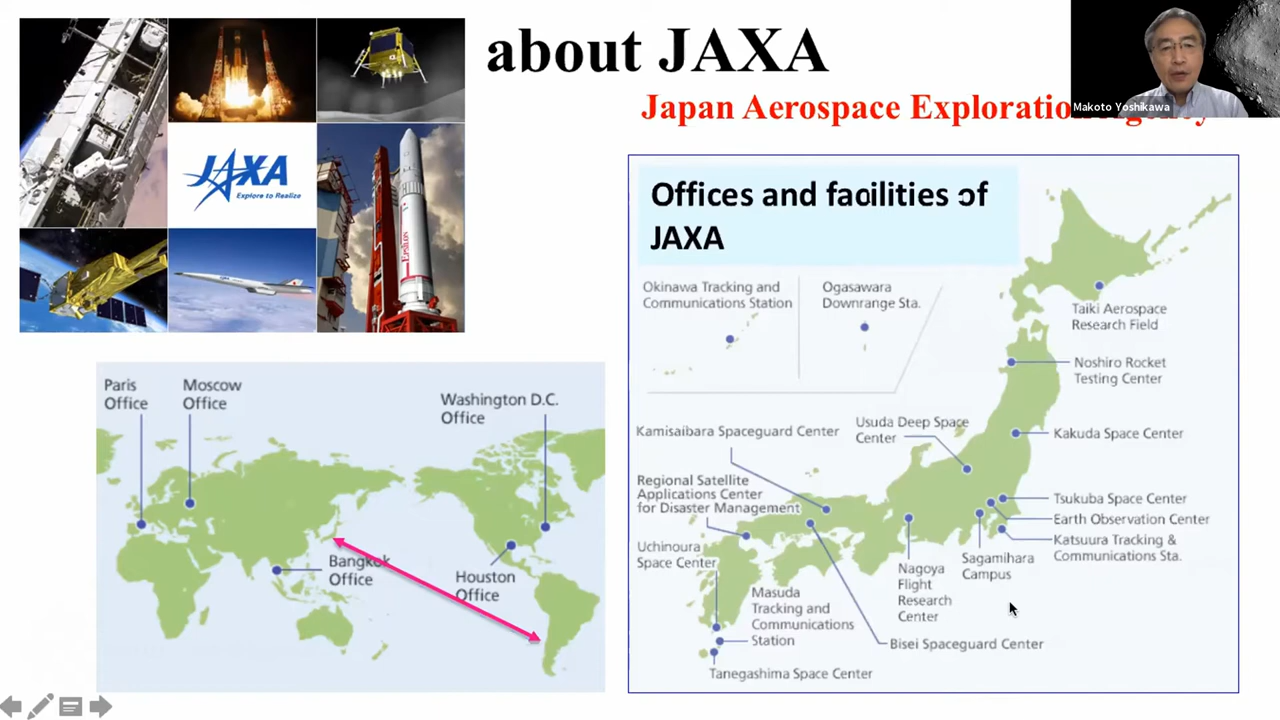 about JAXA
Japan Aerospace Exploration Agency
Makoto Yoshikawa
JAXA
Explore to Realize
Epsilon
Offices and facilities of
JAXA
Okinawa Tracking and
Communications Station
Ogasawara
Downrange Sta.
Taiki Aerospace
Research Field
Noshiro Rocket
Testing Center
Kakuda Space Center
Usuda Deep Space
Center
Kamisaibara Spaceguard Center
Regional Satellite
Applications Center
for Disaster Management
Tsukuba Space Center
Earth Observation Center
Katsuura Tracking &
Communications Sta.
Uchinoura
Space Center
Sagamihara
Campus
Nagoya
Flight
Research
Center
Masuda
Tracking and
Communications
Station
Bisei Spaceguard Center
Tanegashima Space Center
Paris
Office
Moscow
Office
Washington D.C.
Office
Bangkok
Office
Houston
Office